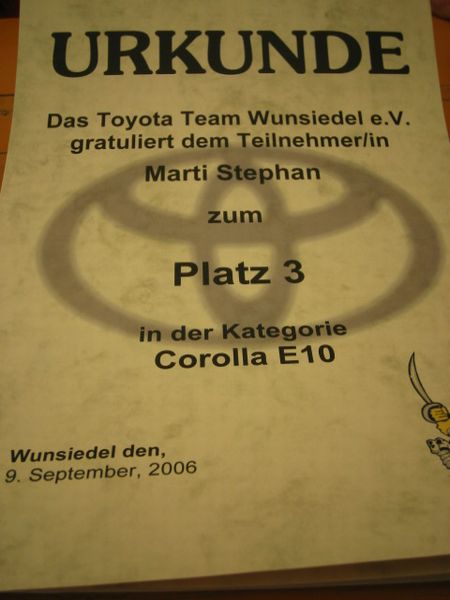 URKUNDE
Das Toyota Team Wunsiedel e.V.
gratuliert dem Teilnehmer/in
Marti Stephan
zum
Platz 3
in der Kategorie
Corolla E10
Wunsiedel den,
9. September, 2006